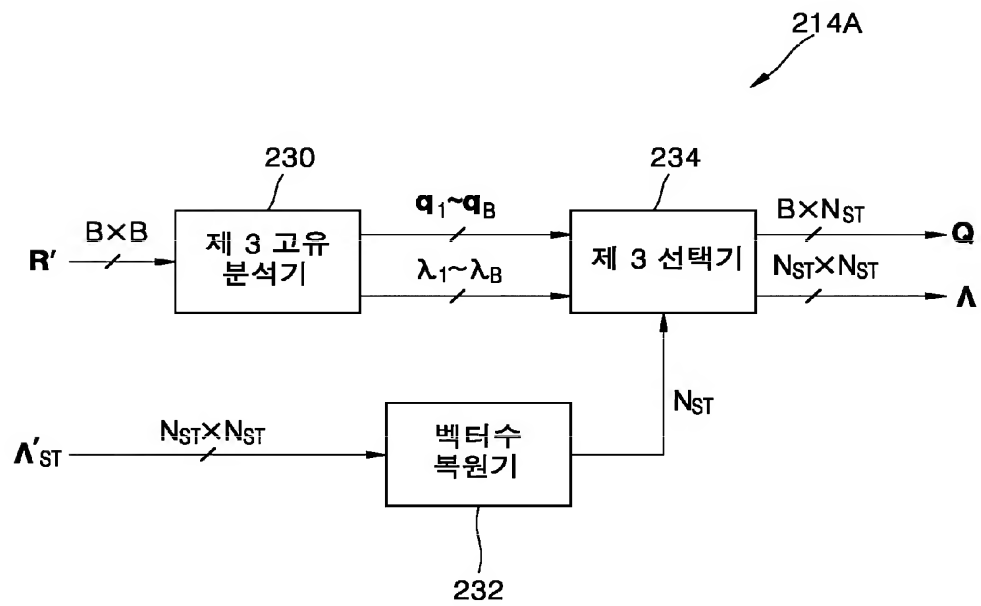 214A
230
234
R′
B×B
제 3 고유
분석기
q₁~qB
λ₁~λB
제 3 선택기
B×NST
Q
NST×NST
Λ
NST
Λ′ST
NST×NST
벡터수
복원기
232